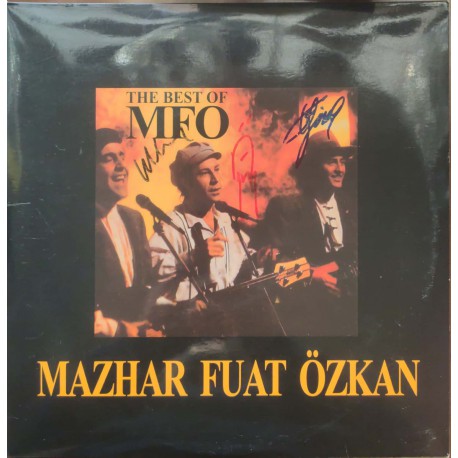 THE BEST OF
MFO
MAZHAR FUAT ÖZKAN